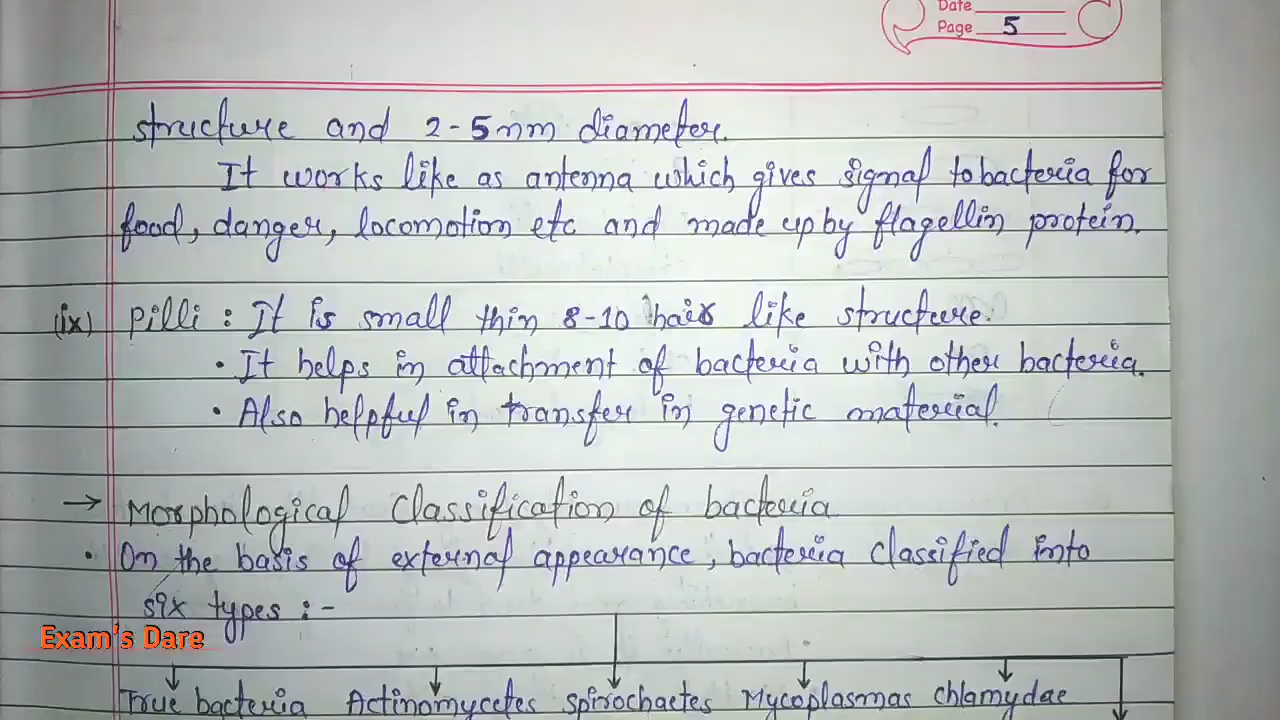 Date
Page 5
structure and 2-5nm diameter.
It works like as antenna which gives signal to bacteria for
food, danger, locomotion etc and made up by flagellin protein.
(ix) Pilli : It is small thin 8-10 hair like structure.
• It helps in attachment of bacteria with other bacteria.
• Also helpful in transfer in genetic material.
→ Morphological Classification of bacteria
• On the basis of external appearance, bacteria classified into
six types :-
Exam's Dare
True bacteria Actinomycetes spirochaetes Mycoplasmas chlamydae